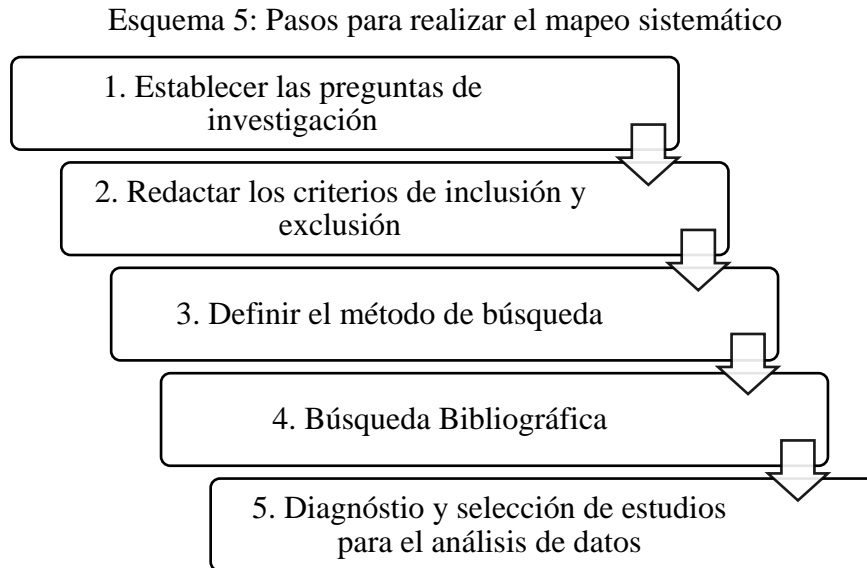 Esquema 5: Pasos para realizar el mapeo sistemático
1. Establecer las preguntas de
investigación
2. Redactar los criterios de inclusión y
exclusión
3. Definir el método de búsqueda
4. Búsqueda Bibliográfica
5. Diagnóstio y selección de estudios
para el análisis de datos